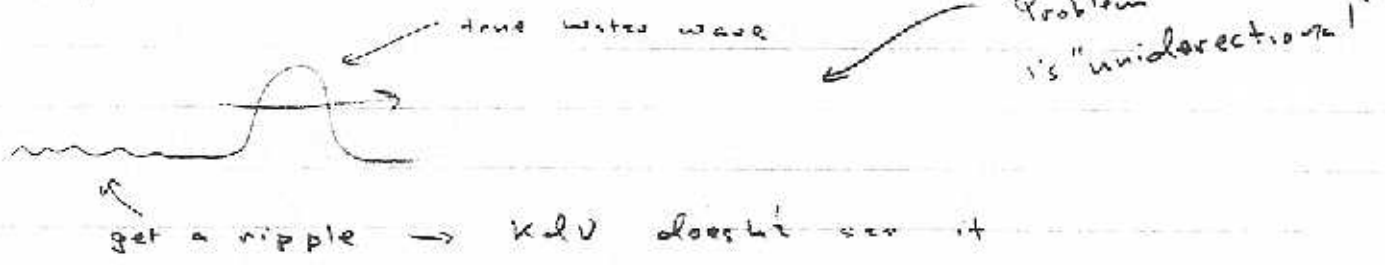 true water wave
Problem
is "unidirectional"
get a ripple → KdV doesn't see it